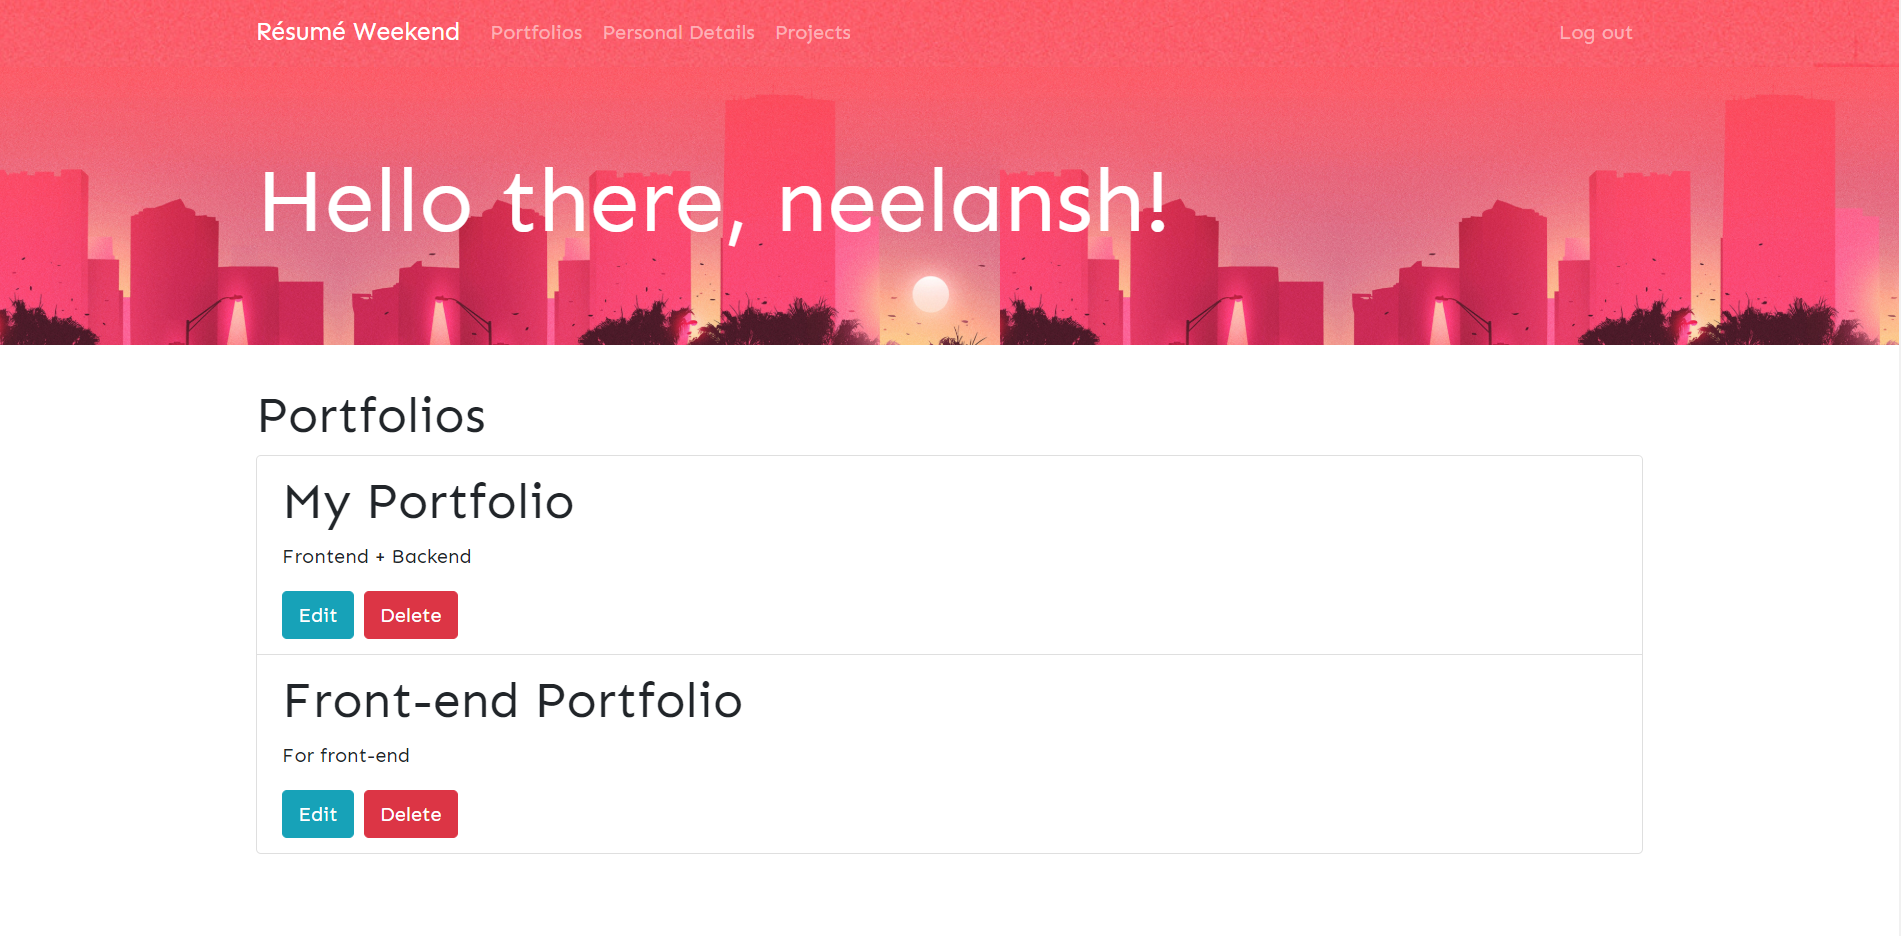 Résumé Weekend Portfolios Personal Details Projects Log out
Hello there, neelansh!
Portfolios
My Portfolio
Frontend + Backend
Edit Delete
Front-end Portfolio
For front-end
Edit Delete